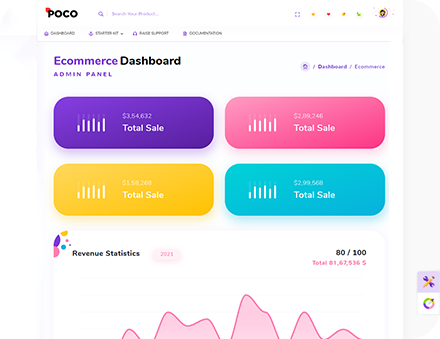 POCO
Search Your Product...
DASHBOARD
STARTER KIT
RAISE SUPPORT
DOCUMENTATION
Ecommerce Dashboard
ADMIN PANEL
/ Dashboard / Ecommerce
$3,54,632
Total Sale
$2,09,246
Total Sale
$1,68,268
Total Sale
$2,99,568
Total Sale
Revenue Statistics
2021
80 / 100
Total 81,67,536 $